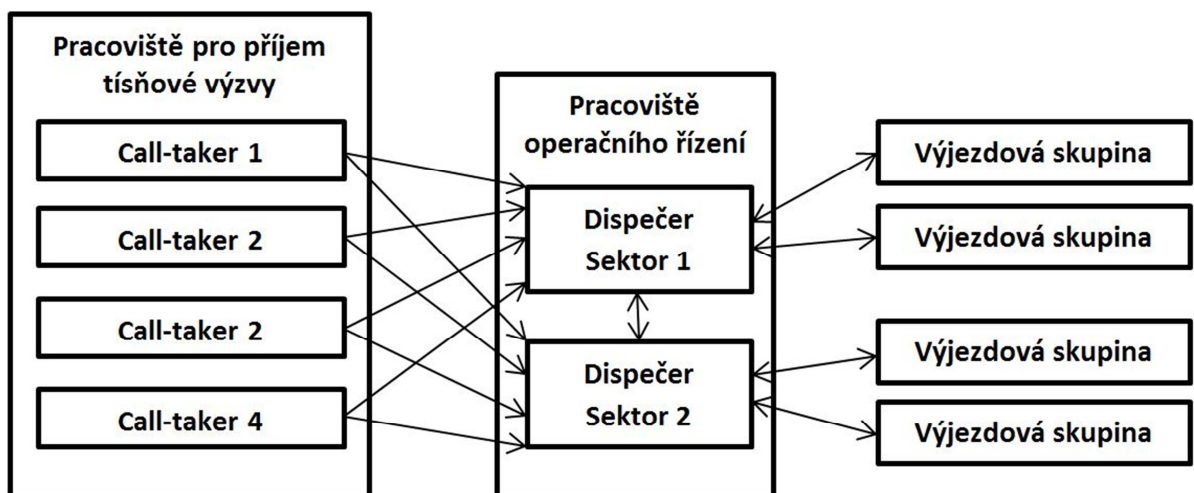 Pracoviště pro příjem
tísňové výzvy
Call-taker 1
Call-taker 2
Call-taker 2
Call-taker 4
Pracoviště
operačního řízení
Dispečer
Sektor 1
Dispečer
Sektor 2
Výjezdová skupina
Výjezdová skupina
Výjezdová skupina
Výjezdová skupina